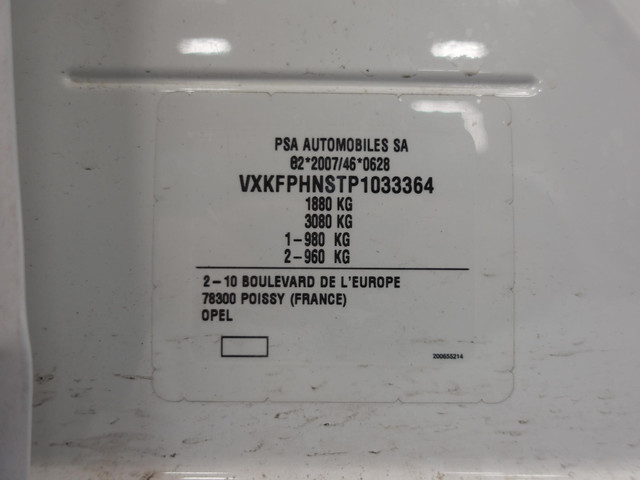 PSA AUTOMOBILES SA
e2*2007/46*0628
VXKFPHNSTP1033364
1880 KG
3080 KG
1-980 KG
2-960 KG
2-10 BOULEVARD DE L'EUROPE
78300 POISSY (FRANCE)
OPEL
200655214